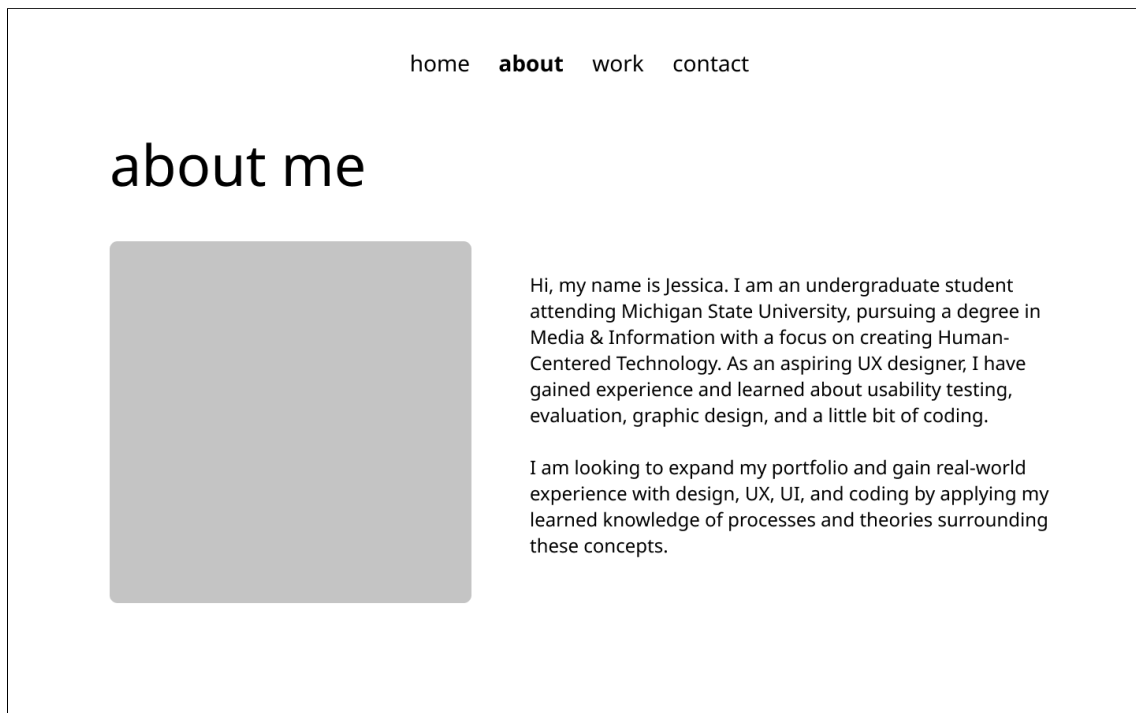 home about work contact
about me
Hi, my name is Jessica. I am an undergraduate student
attending Michigan State University, pursuing a degree in
Media & Information with a focus on creating Human-
Centered Technology. As an aspiring UX designer, I have
gained experience and learned about usability testing,
evaluation, graphic design, and a little bit of coding.
I am looking to expand my portfolio and gain real-world
experience with design, UX, UI, and coding by applying my
learned knowledge of processes and theories surrounding
these concepts.